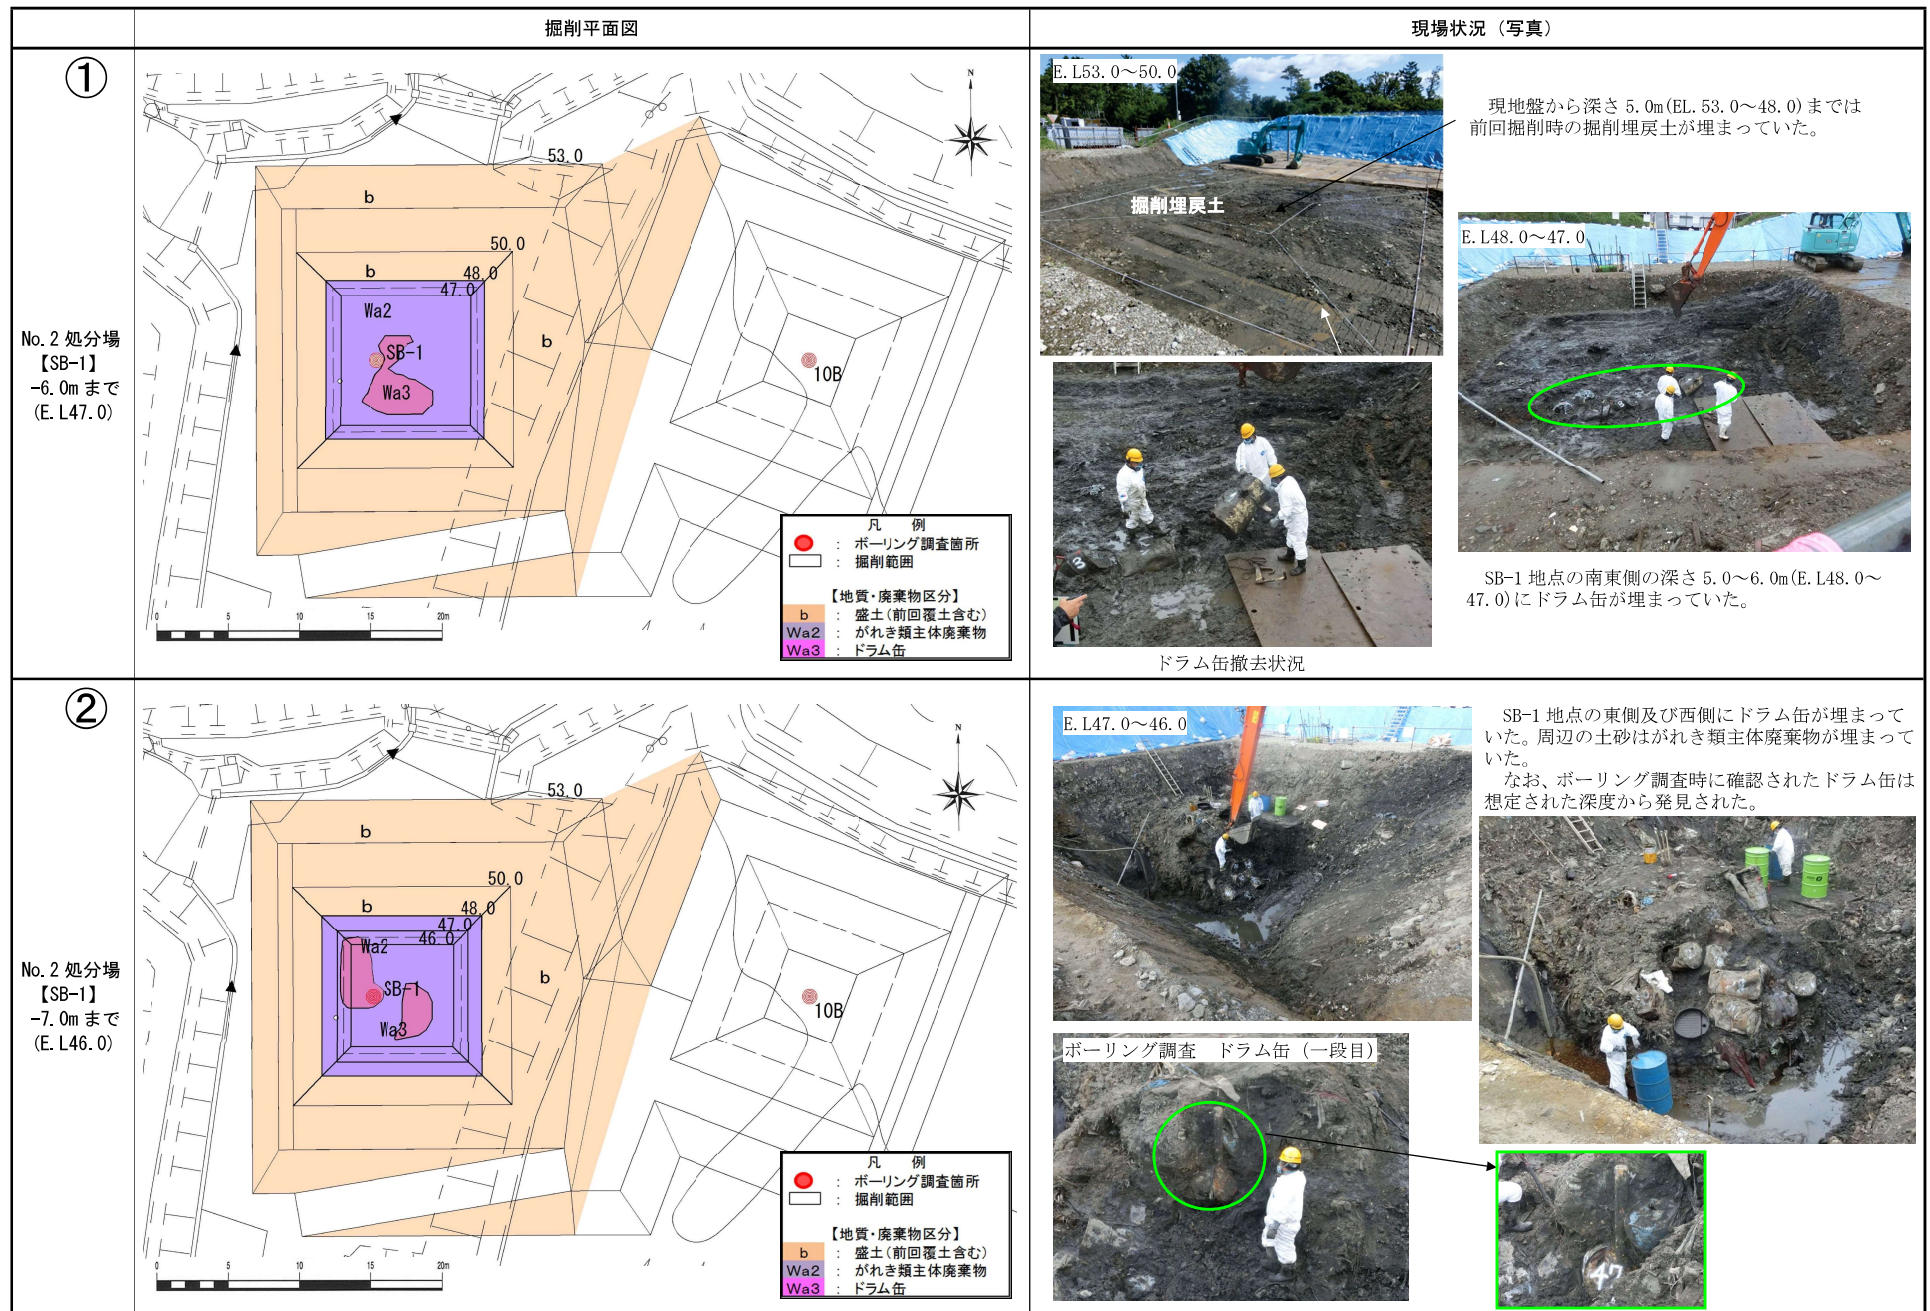 掘削平面図
現場状況（写真）
①
No.2 処分場
【SB-1】
-6.0m まで
(E.L47.0)
N
53.0
b
50.0
b
48.0
47.0
Wa2
SB-1
b
Wa3
10B
0 5 10 15 20m
凡 例
： ボーリング調査箇所
： 掘削範囲
【地質・廃棄物区分】
b ： 盛土(前回覆土含む)
Wa2 ： がれき類主体廃棄物
Wa3 ： ドラム缶
E.L53.0～50.0
掘削埋戻土
現地盤から深さ 5.0m(EL.53.0～48.0)までは
前回掘削時の掘削埋戻土が埋まっていた。
E.L48.0～47.0
3
ドラム缶撤去状況
SB-1 地点の南東側の深さ 5.0～6.0m(E.L48.0～
47.0)にドラム缶が埋まっていた。
②
No.2 処分場
【SB-1】
-7.0m まで
(E.L46.0)
N
53.0
b
50.0
b
48.0
47.0
46.0
Wa2
SB-1
b
Wa3
10B
0 5 10 15 20m
凡 例
： ボーリング調査箇所
： 掘削範囲
【地質・廃棄物区分】
b ： 盛土(前回覆土含む)
Wa2 ： がれき類主体廃棄物
Wa3 ： ドラム缶
E.L47.0～46.0
SB-1 地点の東側及び西側にドラム缶が埋まって
いた。周辺の土砂はがれき類主体廃棄物が埋まって
いた。
なお、ボーリング調査時に確認されたドラム缶は
想定された深度から発見された。
ボーリング調査 ドラム缶（一段目）
47